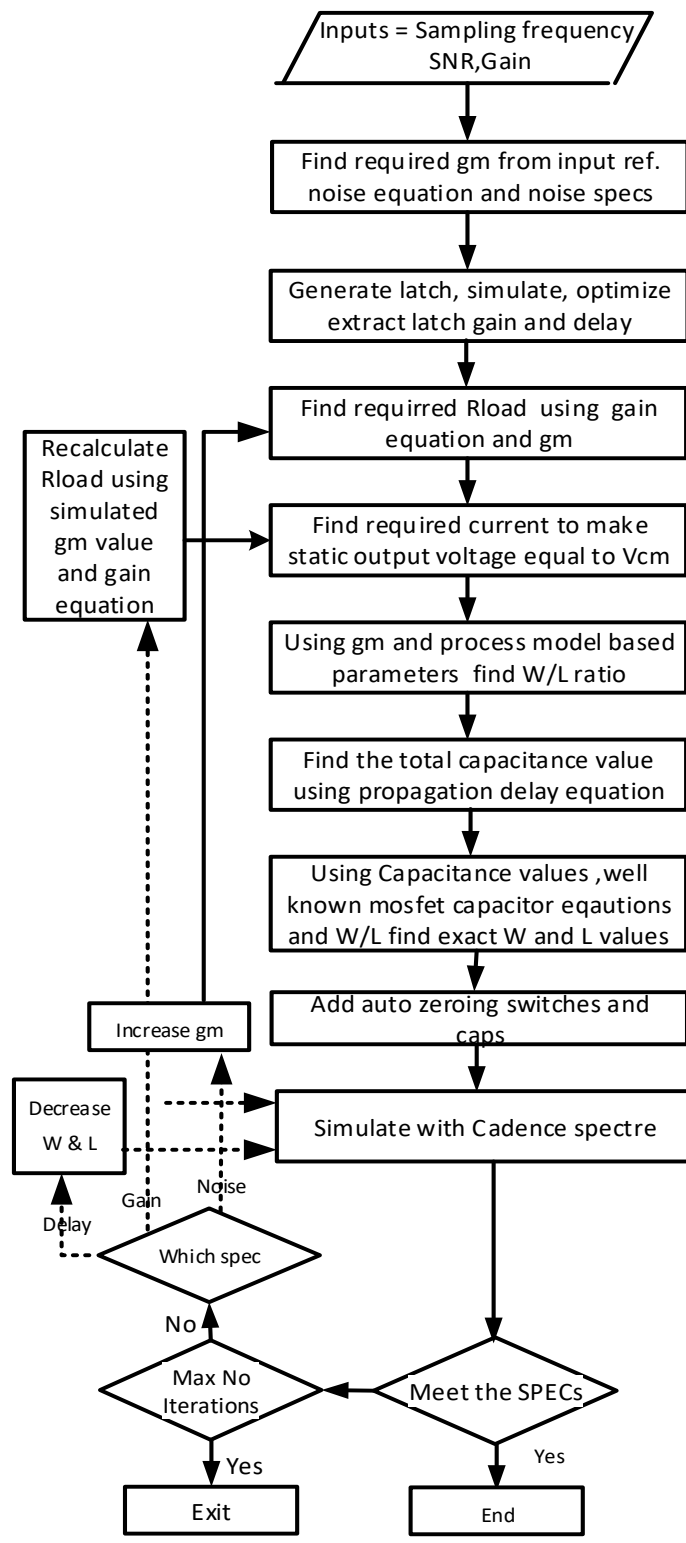 Inputs = Sampling frequency
SNR,Gain
Find required gm from input ref.
noise equation and noise specs
Generate latch, simulate, optimize
extract latch gain and delay
Find requirred Rload using gain
equation and gm
Recalculate
Rload using
simulated
gm value
and gain
equation
Find required current to make
static output voltage equal to Vcm
Using gm and process model based
parameters find W/L ratio
Find the total capacitance value
using propagation delay equation
Using Capacitance values ,well
known mosfet capacitor eqautions
and W/L find exact W and L values
Add auto zeroing switches and
caps
Increase gm
Decrease
W & L
Simulate with Cadence spectre
Noise
Gain
Delay
Which spec
No
Max No
Iterations
Meet the SPECs
Yes
Yes
Exit
End